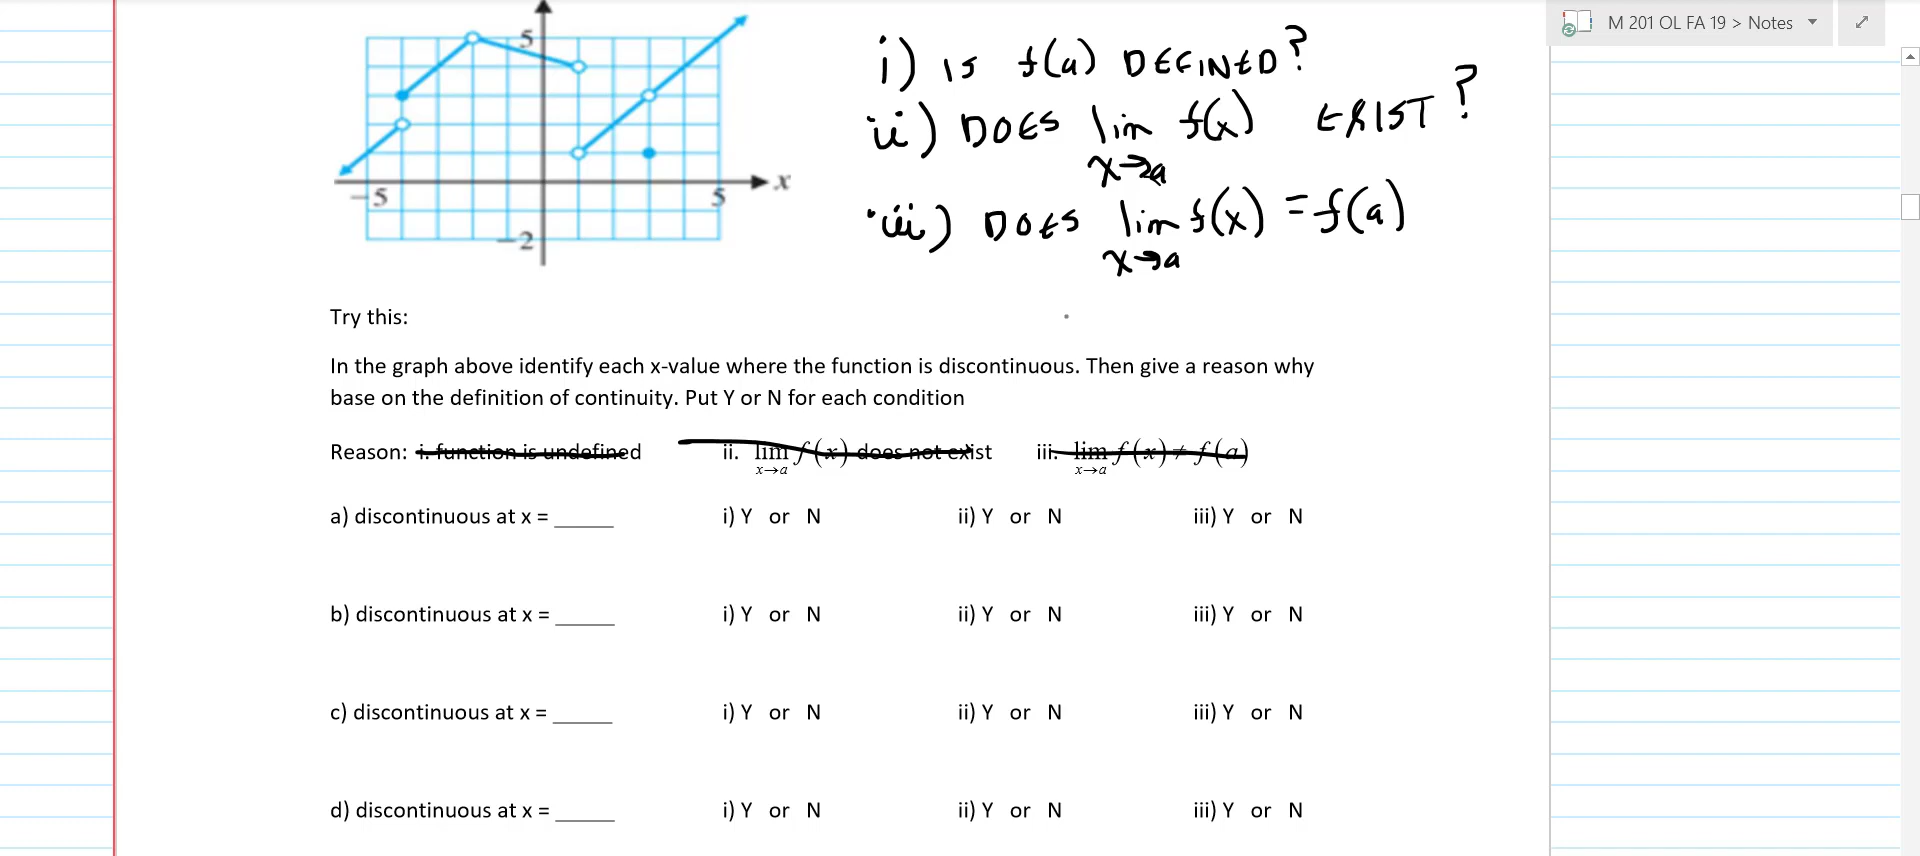 M 201 OL FA 19 > Notes
5
x
-5
5
-2
i) IS f(a) DEFINED?
ii) DOES lim f(x) EXIST?
x→a
iii) DOES lim f(x) = f(a)
x→a
Try this:
In the graph above identify each x-value where the function is discontinuous. Then give a reason why
base on the definition of continuity. Put Y or N for each condition
Reason: i. function is undefined ii. lim f(x) does not exist iii. lim f(x) ≠ f(a)
x→a x→a
a) discontinuous at x = _____ i) Y or N ii) Y or N iii) Y or N
b) discontinuous at x = _____ i) Y or N ii) Y or N iii) Y or N
c) discontinuous at x = _____ i) Y or N ii) Y or N iii) Y or N
d) discontinuous at x = _____ i) Y or N ii) Y or N iii) Y or N